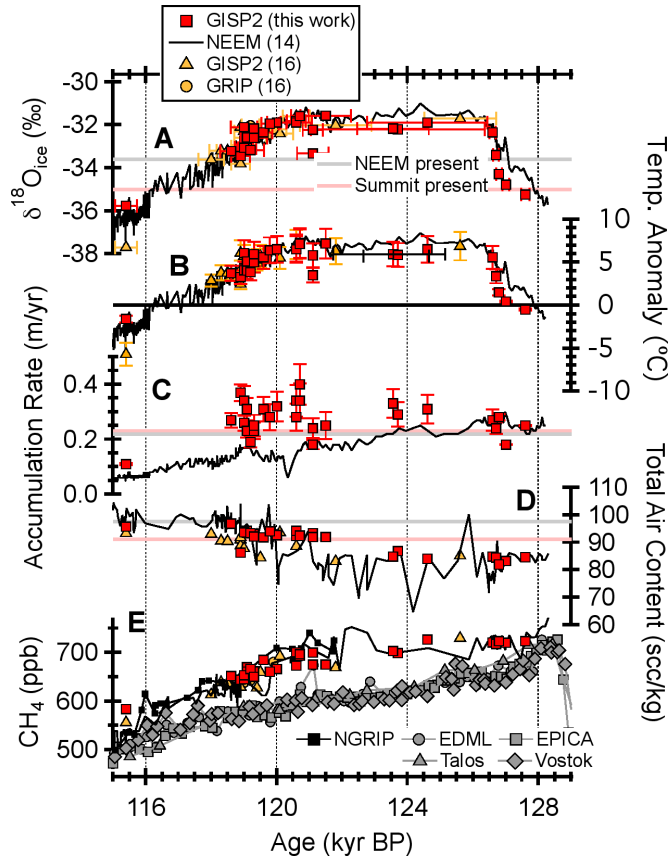 GISP2 (this work)
NEEM (14)
GISP2 (16)
GRIP (16)
-30
-32
-34
-36
-38
δ18Oice (‰)
A
NEEM present
Summit present
10
5
0
-5
-10
Temp. Anomaly (°C)
B
0.4
0.2
0.0
Accumulation Rate (m/yr)
C
110
100
90
80
70
60
Total Air Content (scc/kg)
D
E
700
600
500
CH4 (ppb)
NGRIP EDML EPICA
Talos Vostok
116 120 124 128
Age (kyr BP)